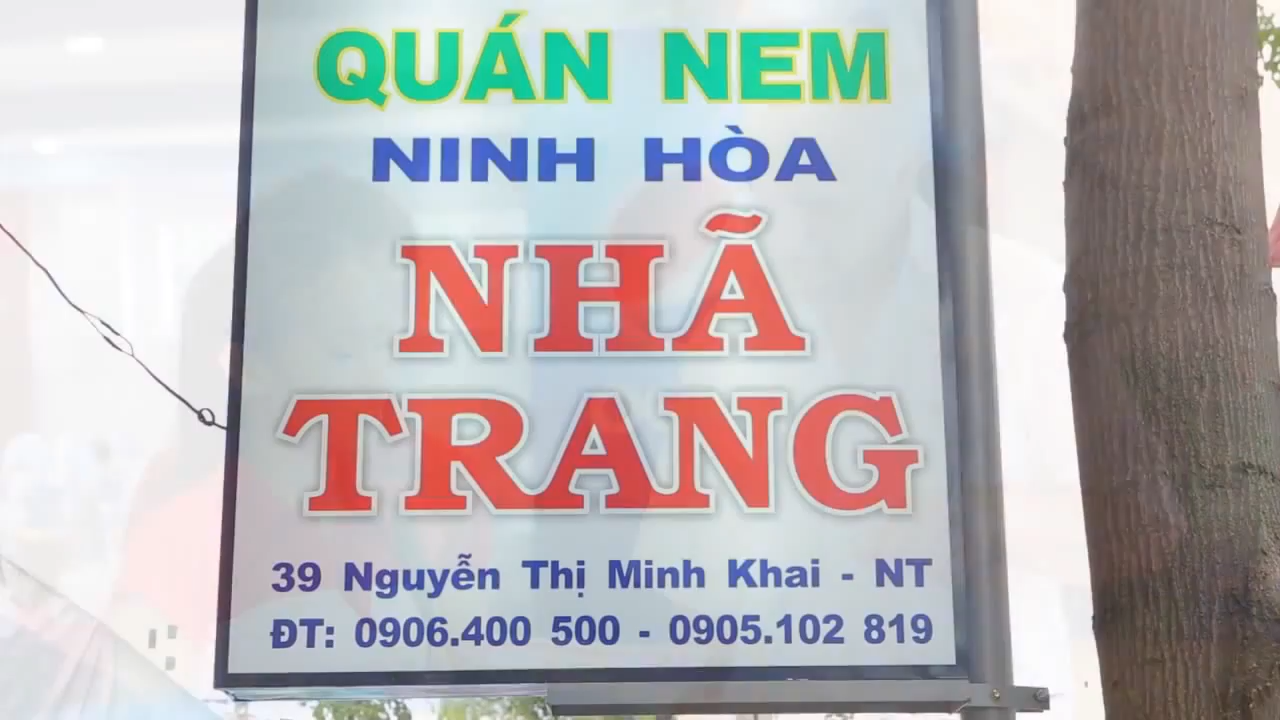 QUÁN NEM
NINH HÒA
NHÃ
TRANG
39 Nguyễn Thị Minh Khai - NT
ĐT: 0906.400 500 - 0905.102 819